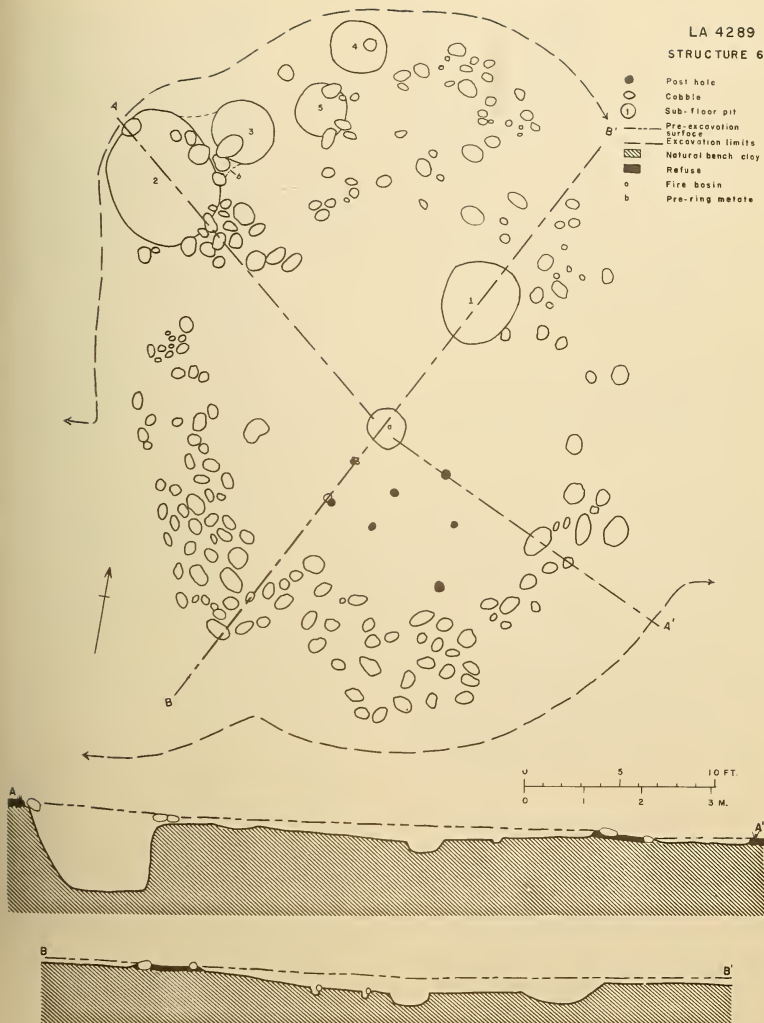 LA 4289
STRUCTURE 6
Post hole
Cobble
1 Sub-floor pit
Pre-excavation
surface
Excavation limits
Natural bench clay
Refuse
a Fire basin
b Pre-ring metate
4
A
5
3
B'
b
2
1
a
A'
B
0 5 10 FT.
0 1 2 3 M.
A A'
B B'